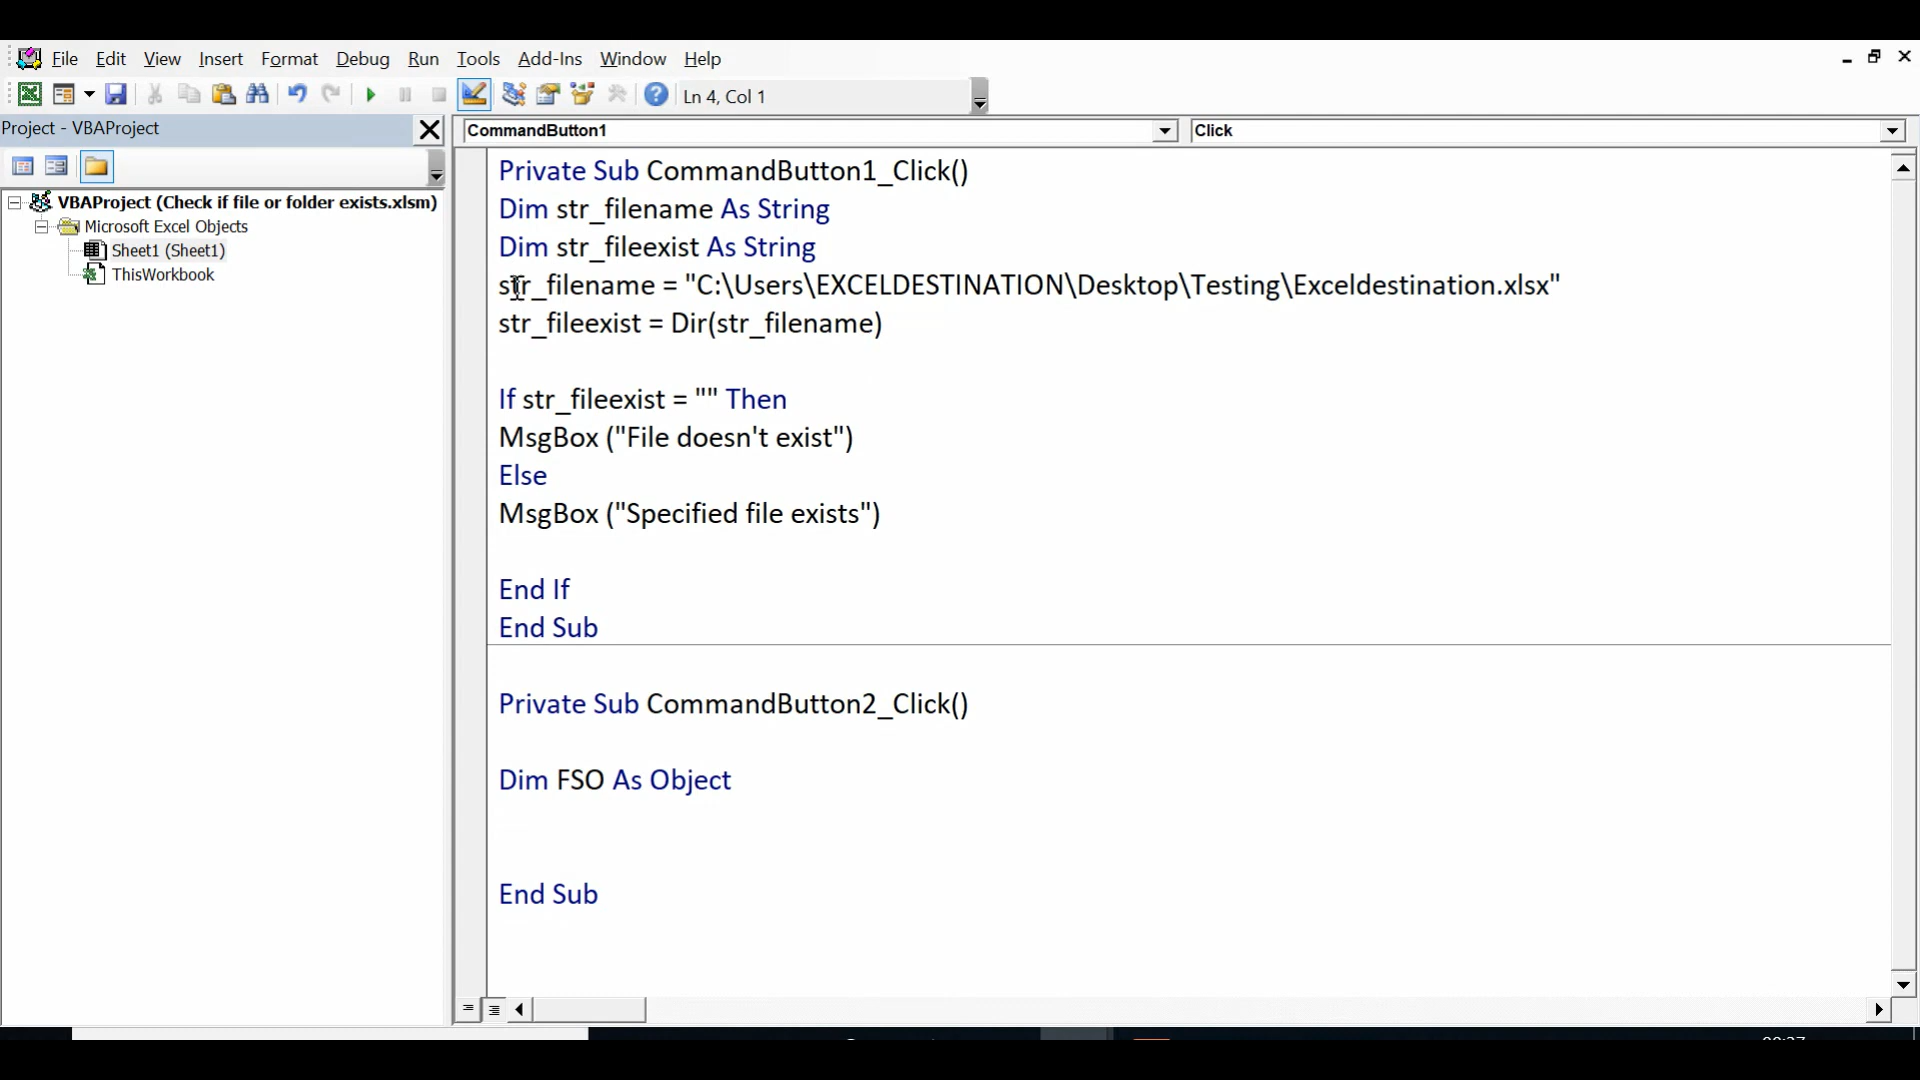 File Edit View Insert Format Debug Run Tools Add-Ins Window Help
Ln 4, Col 1
Project - VBAProject
CommandButton1
Click
VBAProject (Check if file or folder exists.xlsm)
Microsoft Excel Objects
Sheet1 (Sheet1)
ThisWorkbook
Private Sub CommandButton1_Click()
Dim str_filename As String
Dim str_fileexist As String
str_filename = "C:\Users\EXCELDESTINATION\Desktop\Testing\Exceldestination.xlsx"
str_fileexist = Dir(str_filename)
If str_fileexist = "" Then
MsgBox ("File doesn't exist")
Else
MsgBox ("Specified file exists")
End If
End Sub
Private Sub CommandButton2_Click()
Dim FSO As Object
End Sub